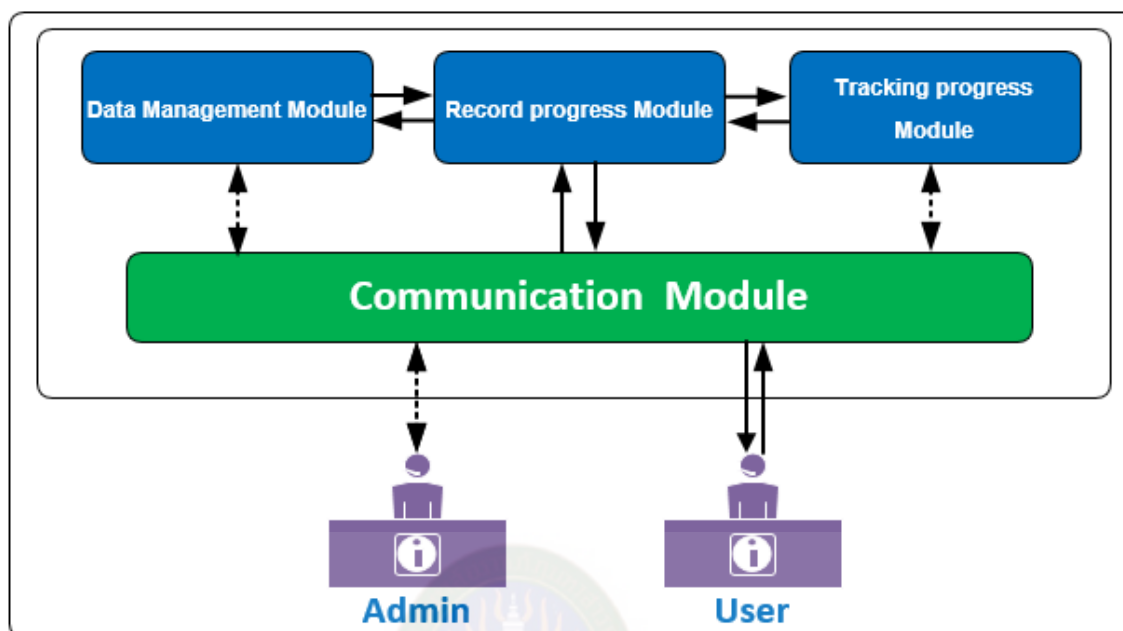 Data Management Module
Record progress Module
Tracking progress
Module
Communication Module
Admin
User